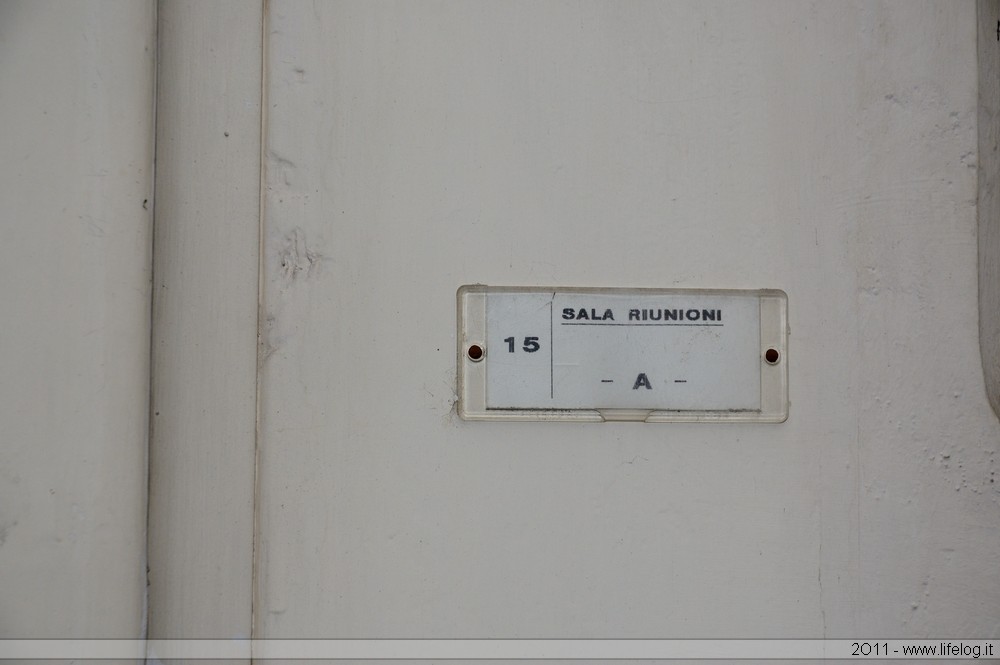 15
SALA RIUNIONI
- A -
2011 - www.lifelog.it